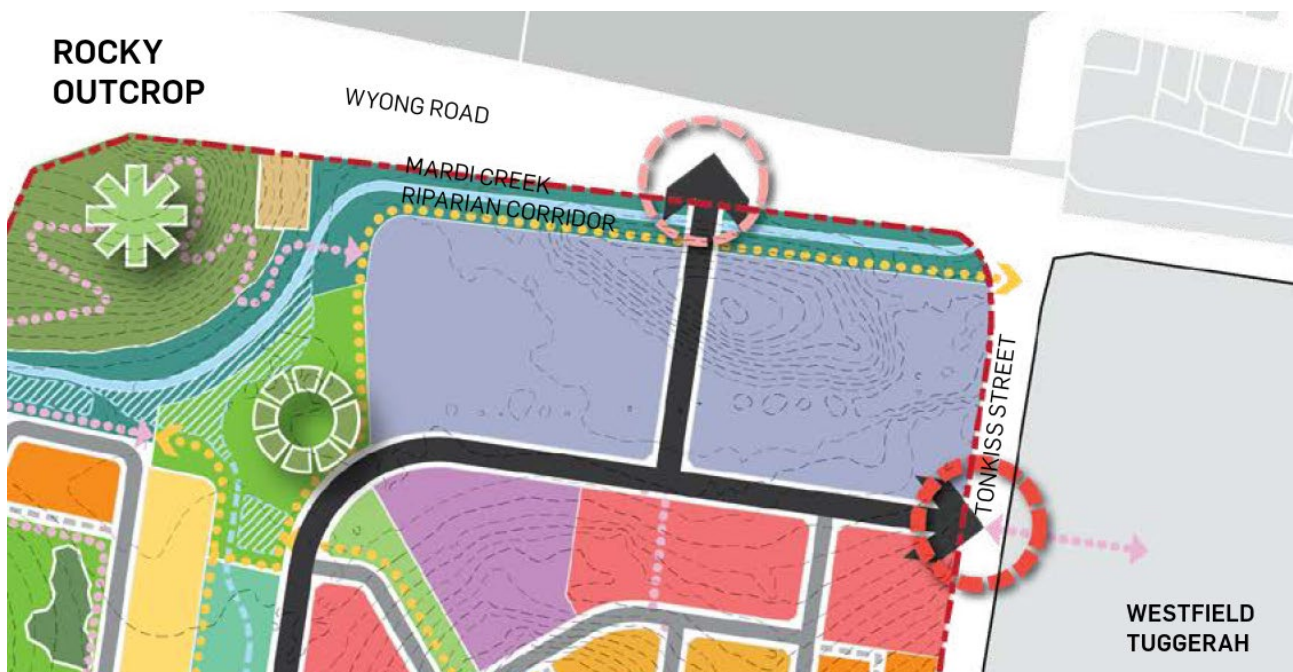 ROCKY
OUTCROP
WYONG ROAD
MARDI CREEK
RIPARIAN CORRIDOR
TONKISS STREET
WESTFIELD
TUGGERAH